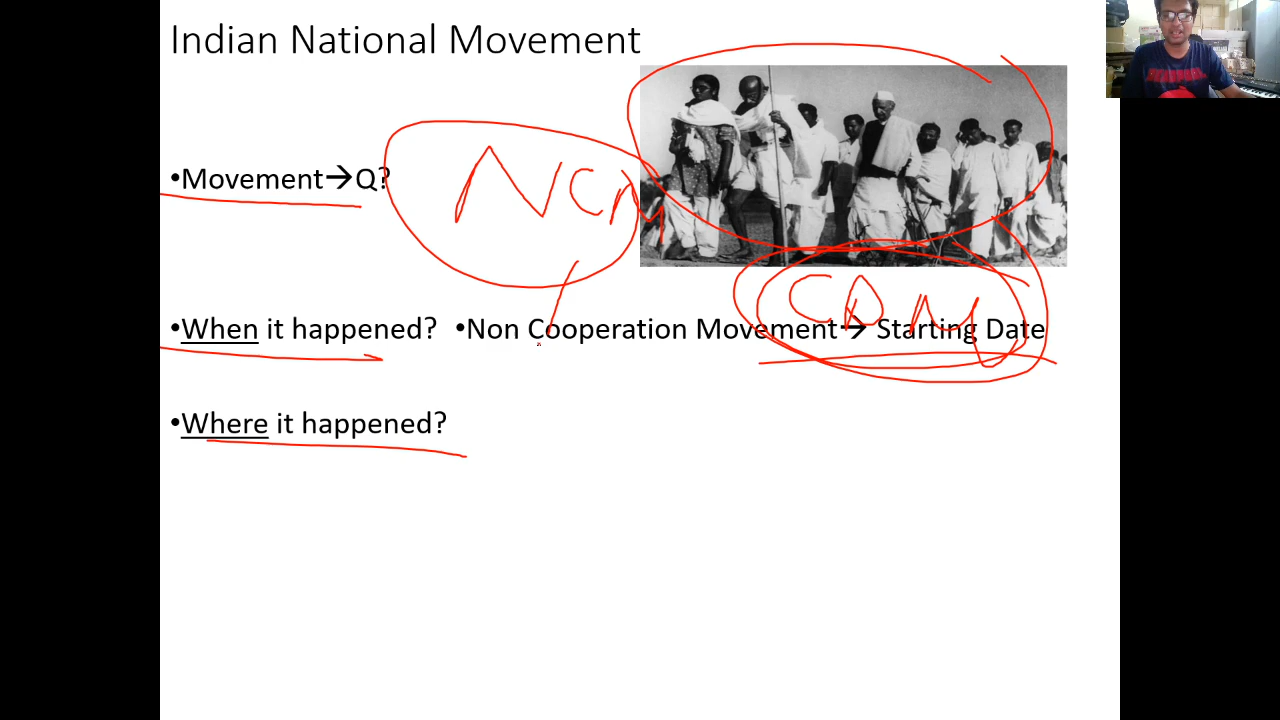 Indian National Movement
•Movement→Q?
NCM
CDM
•When it happened? •Non Cooperation Movement→ Starting Date
•Where it happened?